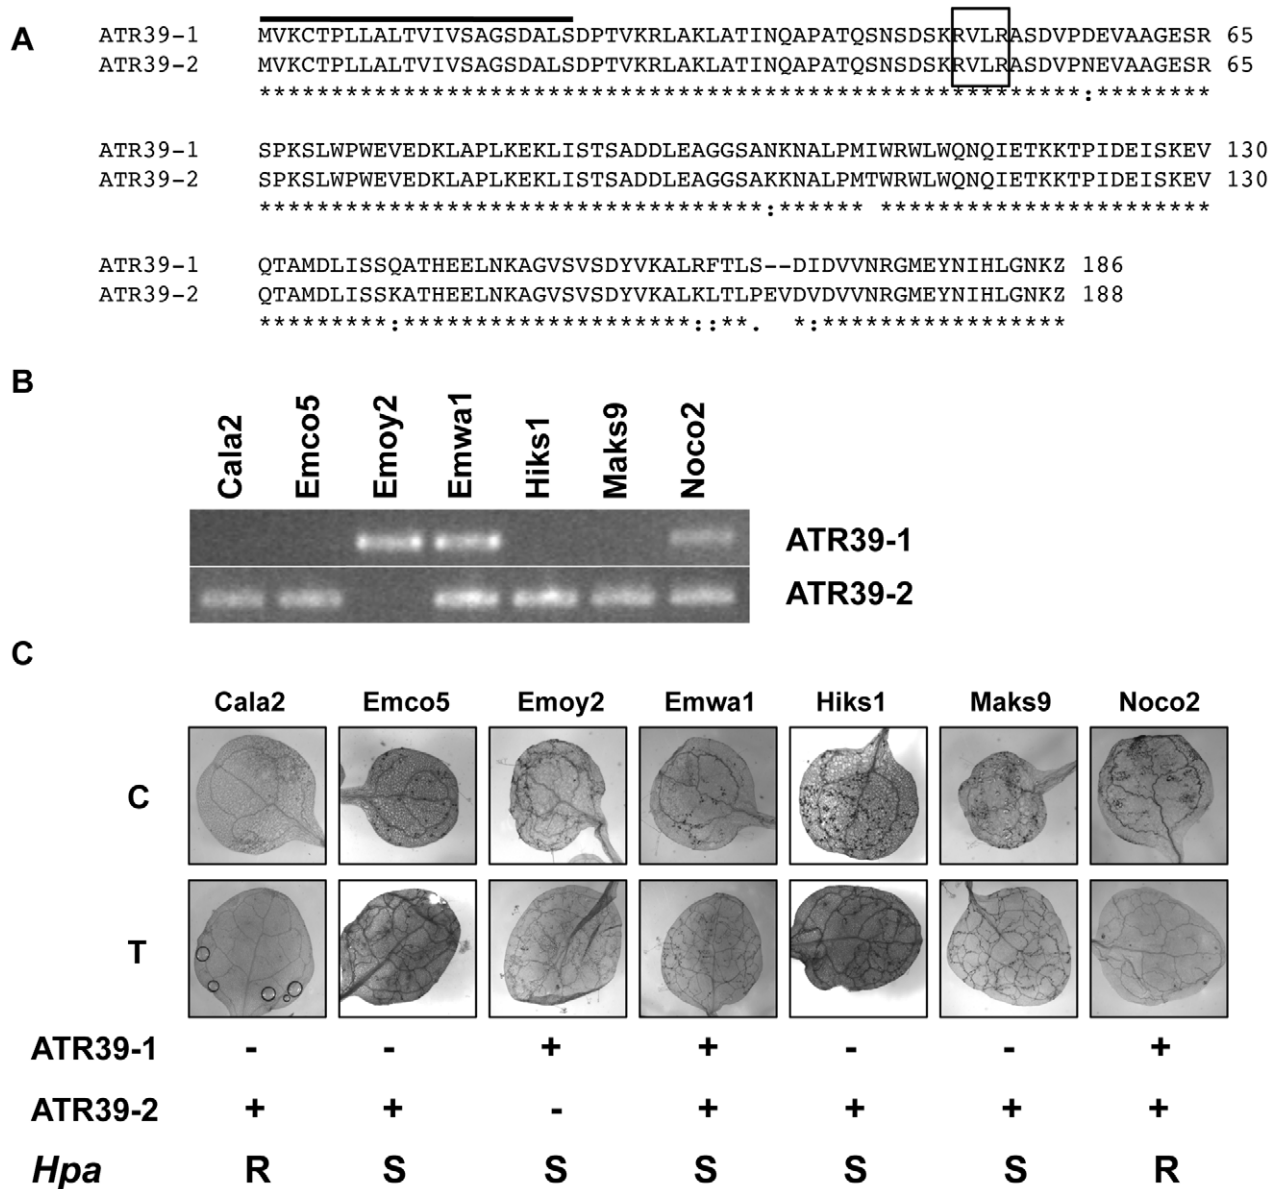 A
ATR39-1 MVKCTPLLALTVIVSAGSDALSDPTVKRLAKLATINQAPATQSNSDSKRVLRASDVPDEVAAGESR 65
ATR39-2 MVKCTPLLALTVIVSAGSDALSDPTVKRLAKLATINQAPATQSNSDSKRVLRASDVPNEVAAGESR 65
*********************************************************:********
ATR39-1 SPKSLWPWEVEDKLAPLKEKLISTSADDLEAGGSANKNALPMIWRWLWQNQIETKKTPIDEISKEV 130
ATR39-2 SPKSLWPWEVEDKLAPLKEKLISTSADDLEAGGSAKKNALPMTWRWLWQNQIETKKTPIDEISKEV 130
***********************************:****** ***********************
ATR39-1 QTAMDLISSQATHEELNKAGVSVSDYVKALRFTLS--DIDVVNRGMEYNIHLGNKZ 186
ATR39-2 QTAMDLISSKATHEELNKAGVSVSDYVKALKLTLPEVDVDVVNRGMEYNIHLGNKZ 188
*********:********************::**.  *:*****************
B
Cala2 Emco5 Emoy2 Emwa1 Hiks1 Maks9 Noco2
ATR39-1
ATR39-2
C
Cala2 Emco5 Emoy2 Emwa1 Hiks1 Maks9 Noco2
C
T
ATR39-1 - - + + - - +
ATR39-2 + + - + + + +
Hpa R S S S S S R